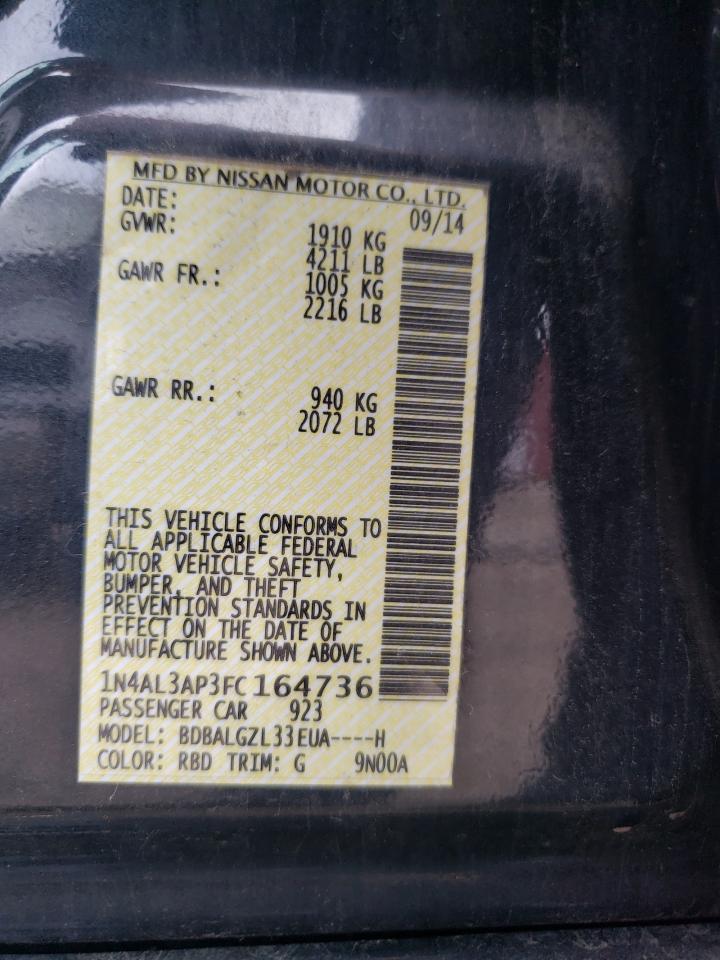 MFD BY NISSAN MOTOR CO., LTD.
DATE: 09/14
GVWR: 1910 KG
4211 LB
GAWR FR.: 1005 KG
2216 LB
GAWR RR.: 940 KG
2072 LB
THIS VEHICLE CONFORMS TO
ALL APPLICABLE FEDERAL
MOTOR VEHICLE SAFETY,
BUMPER, AND THEFT
PREVENTION STANDARDS IN
EFFECT ON THE DATE OF
MANUFACTURE SHOWN ABOVE.
1N4AL3AP3FC164736
PASSENGER CAR 923
MODEL: BDBALGZL33EUA----H
COLOR: RBD TRIM: G 9N00A